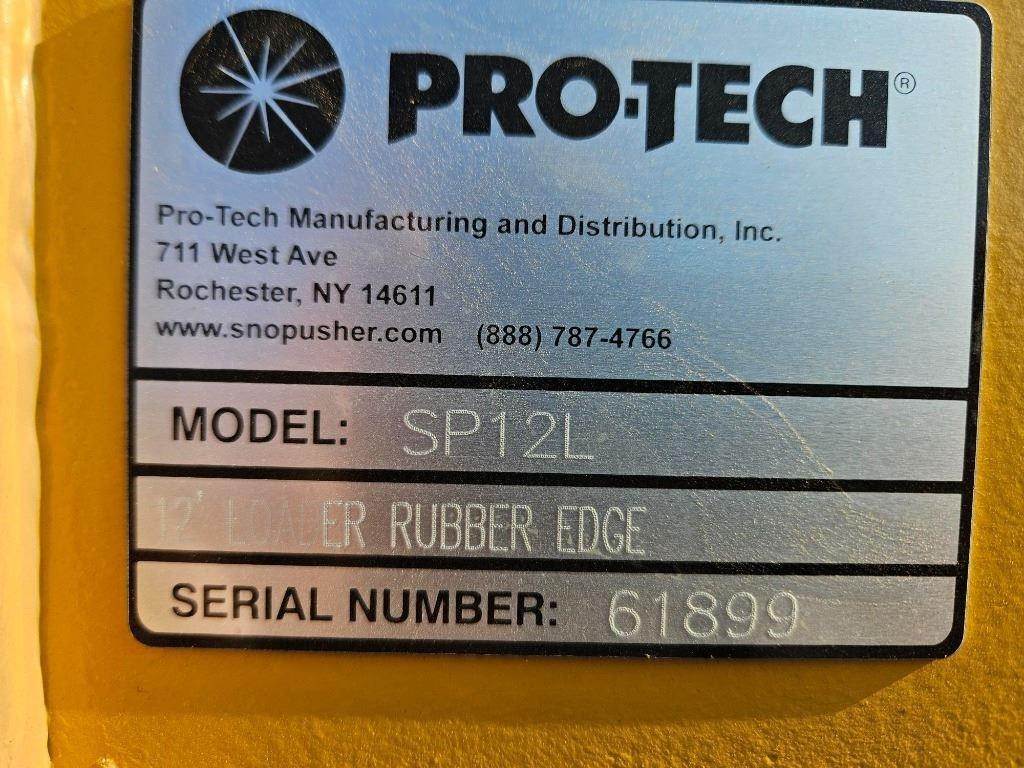 PRO-TECH®
Pro-Tech Manufacturing and Distribution, Inc.
711 West Ave
Rochester, NY 14611
www.snopusher.com (888) 787-4766
MODEL: SP12L
12' LOADER RUBBER EDGE
SERIAL NUMBER: 61899